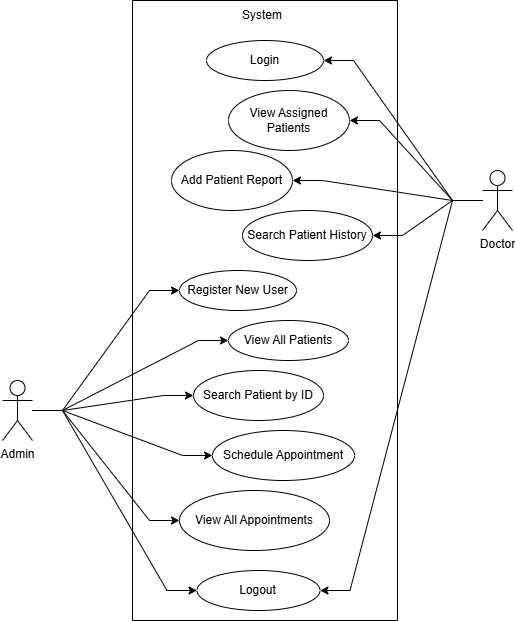 System
Login
View Assigned
Patients
Add Patient Report
Search Patient History
Doctor
Register New User
View All Patients
Search Patient by ID
Admin
Schedule Appointment
View All Appointments
Logout